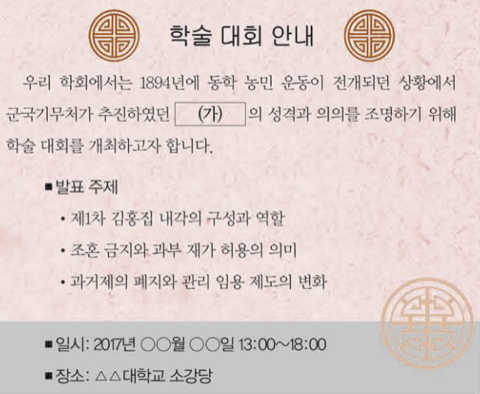 학술 대회 안내
우리 학회에서는 1894년에 동학 농민 운동이 전개되던 상황에서
군국기무처가 추진하였던 (가) 의 성격과 의의를 조명하기 위해
학술 대회를 개최하고자 합니다.
■ 발표 주제
• 제1차 김홍집 내각의 구성과 역할
• 조혼 금지와 과부 재가 허용의 의미
• 과거제의 폐지와 관리 임용 제도의 변화
■ 일시: 2017년 ○○월 ○○일 13:00~18:00
■ 장소: △△대학교 소강당